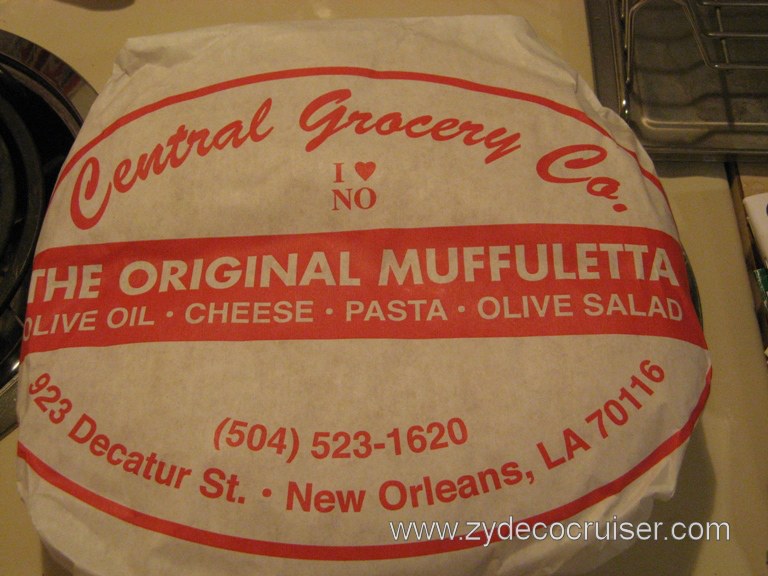 Central Grocery Co.
I ♥
NO
THE ORIGINAL MUFFULETTA
OLIVE OIL • CHEESE • PASTA • OLIVE SALAD
(504) 523-1620
923 Decatur St. • New Orleans, LA 70116
www.zydecocruiser.com